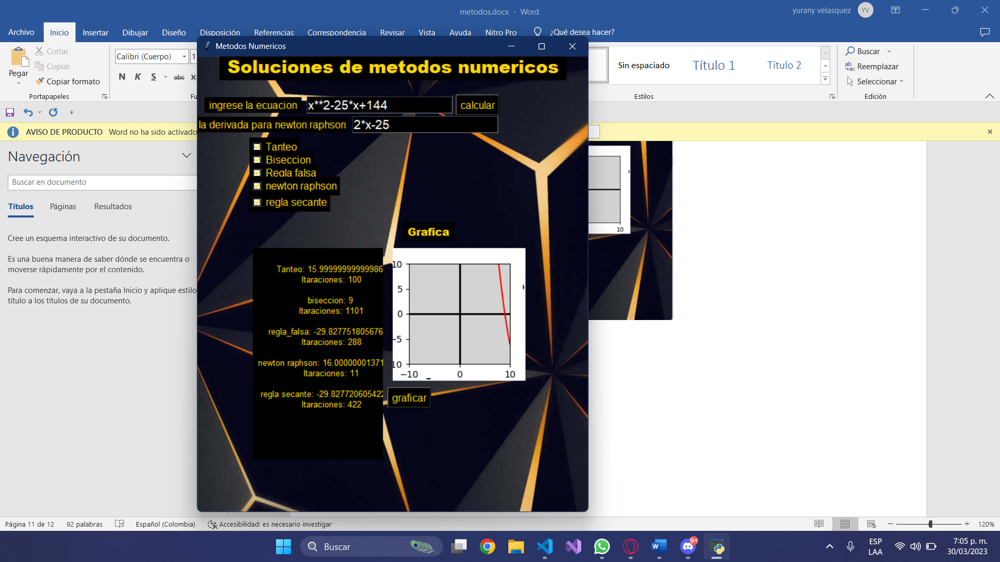 metodos.docx - Word
yurany velasquez YV
Archivo Inicio Insertar Dibujar Diseño Disposición Referencias Correspondencia Revisar Vista Ayuda Nitro Pro ¿Qué desea hacer?
Metodos Numericos
Pegar
Cortar
Copiar
Copiar formato
Portapapeles
Calibri (Cuerpo) 1
N K S abc x
Fu
Sin espaciado Título 1 Título 2
Estilos
Buscar
Reemplazar
Seleccionar
Edición
AVISO DE PRODUCTO Word no ha sido activado
Navegación
Buscar en documento
Títulos Páginas Resultados
Cree un esquema interactivo de su documento.
Es una buena manera de saber dónde se encuentra o
moverse rápidamente por el contenido.
Para comenzar, vaya a la pestaña Inicio y aplique estilo
título a los títulos de su documento.
Soluciones de metodos numericos
ingrese la ecuacion x**2-25*x+144 calcular
la derivada para newton raphson 2*x-25
Tanteo
Biseccion
Regla falsa
newton raphson
regla secante
Grafica
Tanteo: 15.99999999999986
Itaraciones: 100
biseccion: 9
Itaraciones: 1101
regla_falsa: -29.827751805676
Itaraciones: 288
newton raphson: 16.00000001371
Itaraciones: 11
regla secante: -29.827720605422
Itaraciones: 422
10
5
0
−5
10
−10 0 10
graficar
10
Página 11 de 12 92 palabras Español (Colombia) Accesibilidad: es necesario investigar 120%
Buscar
9+
ESP
LAA
7:05 p. m.
30/03/2023